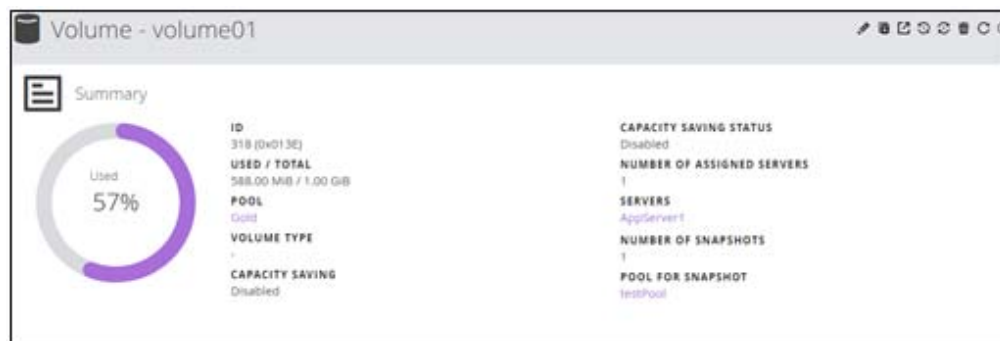 Volume - volume01
Summary
Used
57%
ID
318 (0x013E)
USED / TOTAL
588.00 MiB / 1.00 GiB
POOL
Gold
VOLUME TYPE
-
CAPACITY SAVING
Disabled
CAPACITY SAVING STATUS
Disabled
NUMBER OF ASSIGNED SERVERS
1
SERVERS
AppServer1
NUMBER OF SNAPSHOTS
1
POOL FOR SNAPSHOT
testPool